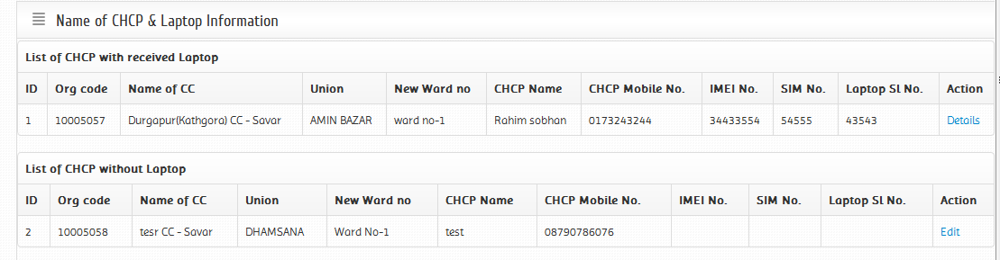 Name of CHCP & Laptop Information
List of CHCP with received Laptop
ID Org code Name of CC Union New Ward no CHCP Name CHCP Mobile No. IMEI No. SIM No. Laptop Sl No. Action
1 10005057 Durgapur(Kathgora) CC - Savar AMIN BAZAR ward no-1 Rahim sobhan 0173243244 34433554 54555 43543 Details
List of CHCP without Laptop
ID Org code Name of CC Union New Ward no CHCP Name CHCP Mobile No. IMEI No. SIM No. Laptop Sl No. Action
2 10005058 tesr CC - Savar DHAMSANA Ward No-1 test 08790786076 Edit